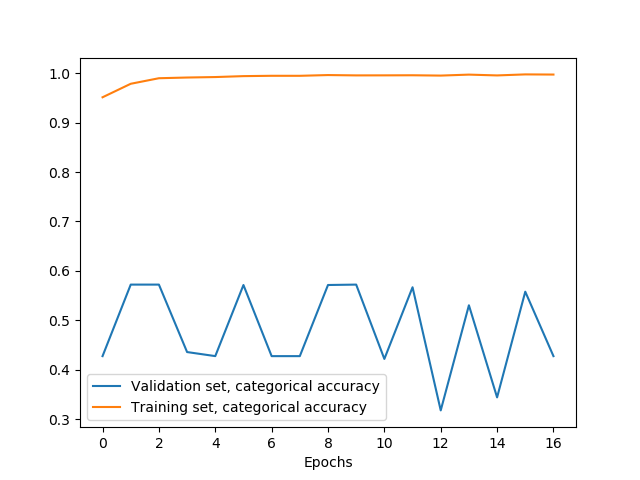 1.0
0.9
0.8
0.7
0.6
0.5
0.4
0.3
Validation set, categorical accuracy
Training set, categorical accuracy
0 2 4 6 8 10 12 14 16
Epochs